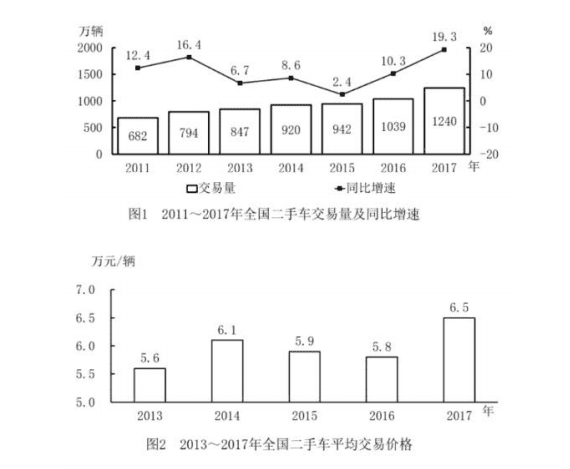 万辆 %
2000 20
1500 10
1000 0
500 -10
0 -20
12.4 16.4 6.7 8.6 2.4 10.3 19.3
682 794 847 920 942 1039 1240
2011 2012 2013 2014 2015 2016 2017 年
交易量 同比增速
图1 2011～2017年全国二手车交易量及同比增速
万元/辆
7.0
6.5
6.0
5.5
5.0
5.6 6.1 5.9 5.8 6.5
2013 2014 2015 2016 2017 年
图2 2013～2017年全国二手车平均交易价格